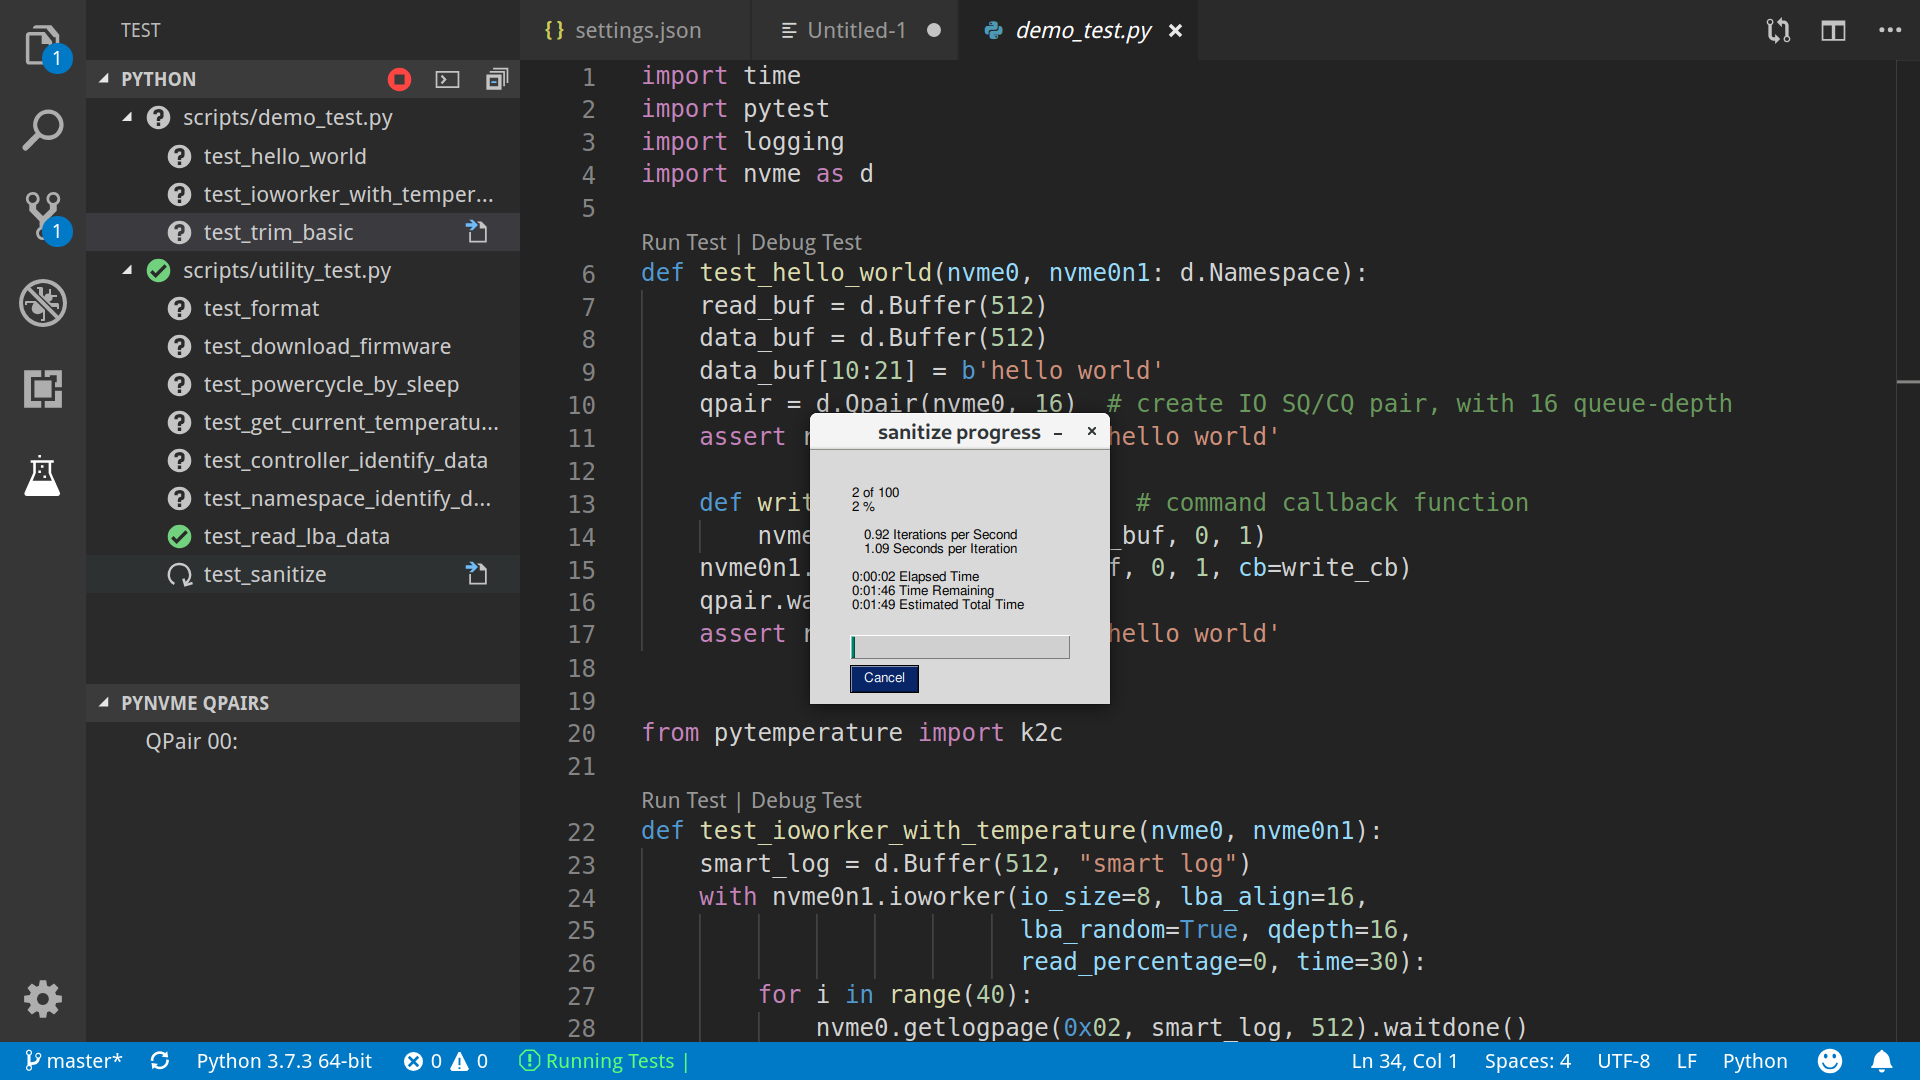 TEST
{} settings.json
Untitled-1
demo_test.py
1
PYTHON
scripts/demo_test.py
test_hello_world
test_ioworker_with_temper...
1
test_trim_basic
scripts/utility_test.py
test_format
test_download_firmware
test_powercycle_by_sleep
test_get_current_temperatu...
test_controller_identify_data
test_namespace_identify_d...
test_read_lba_data
test_sanitize
PYNVME QPAIRS
QPair 00:
1 import time
2 import pytest
3 import logging
4 import nvme as d
5
Run Test | Debug Test
6 def test_hello_world(nvme0, nvme0n1: d.Namespace):
7 read_buf = d.Buffer(512)
8 data_buf = d.Buffer(512)
9 data_buf[10:21] = b'hello world'
10 qpair = d.Qpair(nvme0, 16) # create IO SQ/CQ pair, with 16 queue-depth
11 assert r hello world'
12
13 def writ # command callback function
14 nvme _buf, 0, 1)
15 nvme0n1. f, 0, 1, cb=write_cb)
16 qpair.wa
17 assert r hello world'
18
19
20 from pytemperature import k2c
21
Run Test | Debug Test
22 def test_ioworker_with_temperature(nvme0, nvme0n1):
23 smart_log = d.Buffer(512, "smart log")
24 with nvme0n1.ioworker(io_size=8, lba_align=16,
25 lba_random=True, qdepth=16,
26 read_percentage=0, time=30):
27 for i in range(40):
28 nvme0.getlogpage(0x02, smart_log, 512).waitdone()
sanitize progress
2 of 100
2 %
0.92 Iterations per Second
1.09 Seconds per Iteration
0:00:02 Elapsed Time
0:01:46 Time Remaining
0:01:49 Estimated Total Time
Cancel
master* Python 3.7.3 64-bit 0 0 Running Tests | Ln 34, Col 1 Spaces: 4 UTF-8 LF Python